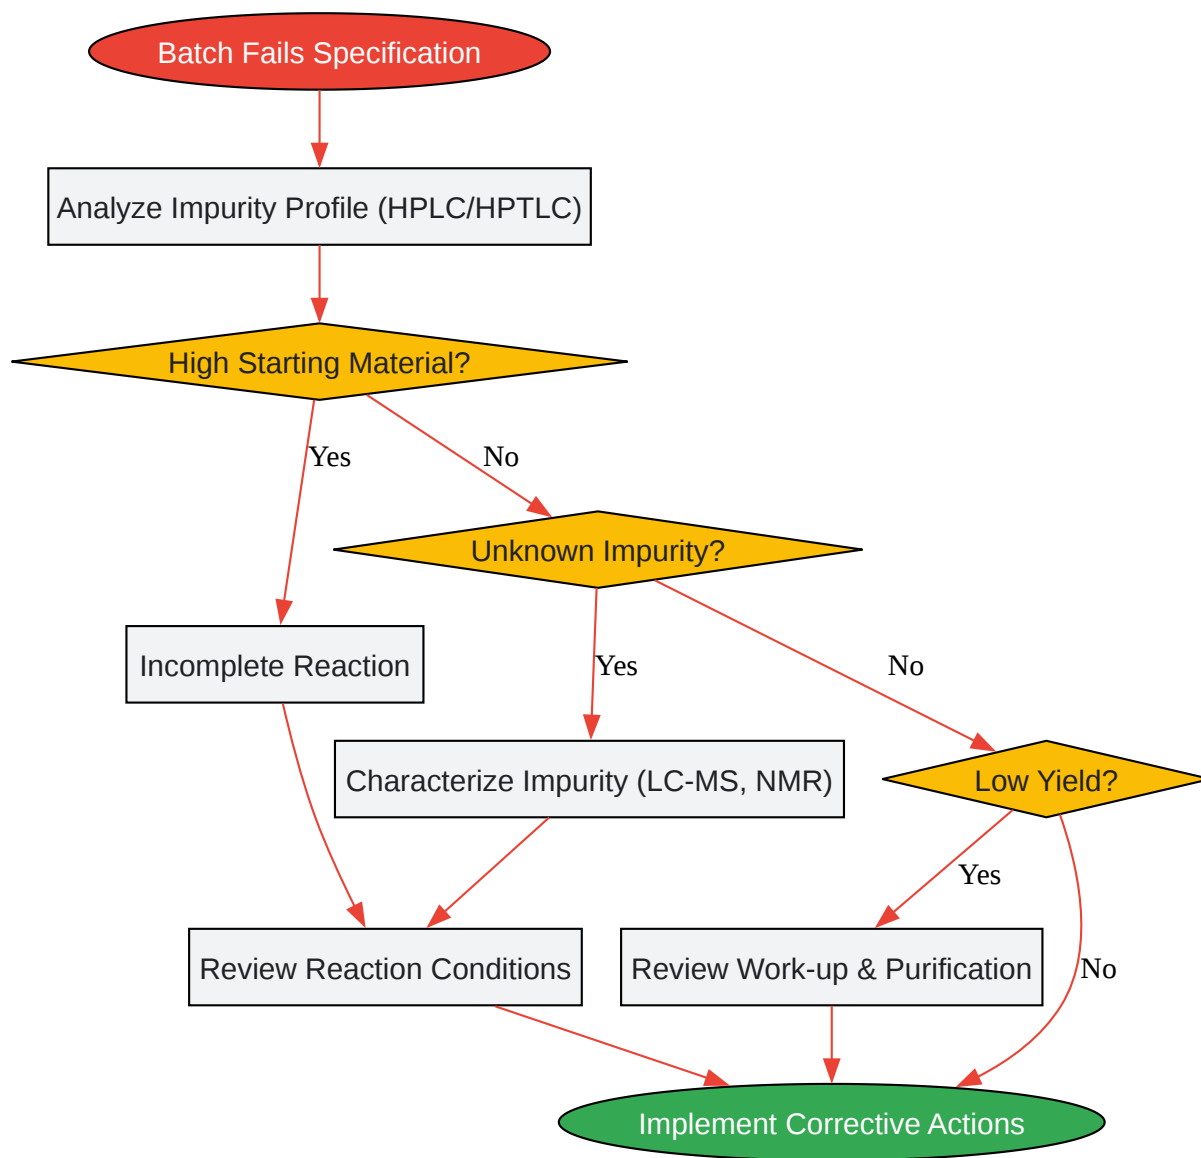 Batch Fails Specification
Analyze Impurity Profile (HPLC/HPTLC)
High Starting Material?
Yes
No
Unknown Impurity?
Incomplete Reaction
Yes
No
Characterize Impurity (LC-MS, NMR)
Low Yield?
Yes
Review Reaction Conditions
Review Work-up & Purification
No
Implement Corrective Actions